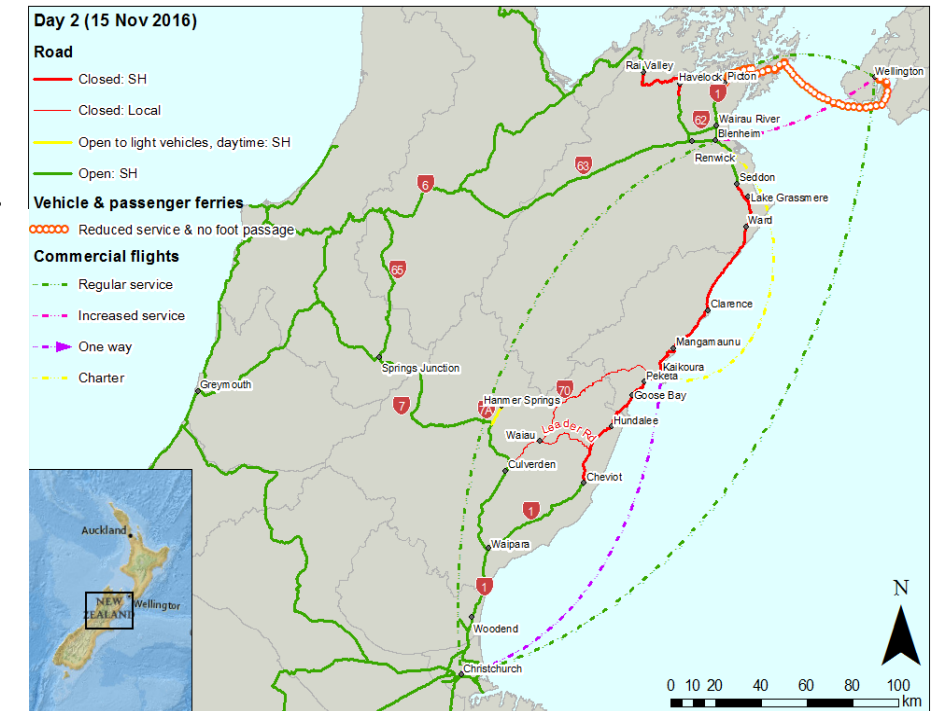 Day 2 (15 Nov 2016)
Road
Closed: SH
Closed: Local
Open to light vehicles, daytime: SH
Open: SH
Vehicle & passenger ferries
Reduced service & no foot passage
Commercial flights
Regular service
Increased service
One way
Charter
Rai Valley
Havelock
Picton
Wellington
1
62
Wairau River
Blenheim
Renwick
63
6
Seddon
Lake Grassmere
Ward
65
Clarence
Mangamaunu
Kaikoura
Peketa
Goose Bay
Springs Junction
Greymouth
70
7
7A
Hanmer Springs
Hundalee
Leader Rd
Waiau
Culverden
Cheviot
1
Waipara
1
Woodend
Christchurch
Auckland
Wellington
NEW
ZEALAND
N
0 10 20 40 60 80 100
km